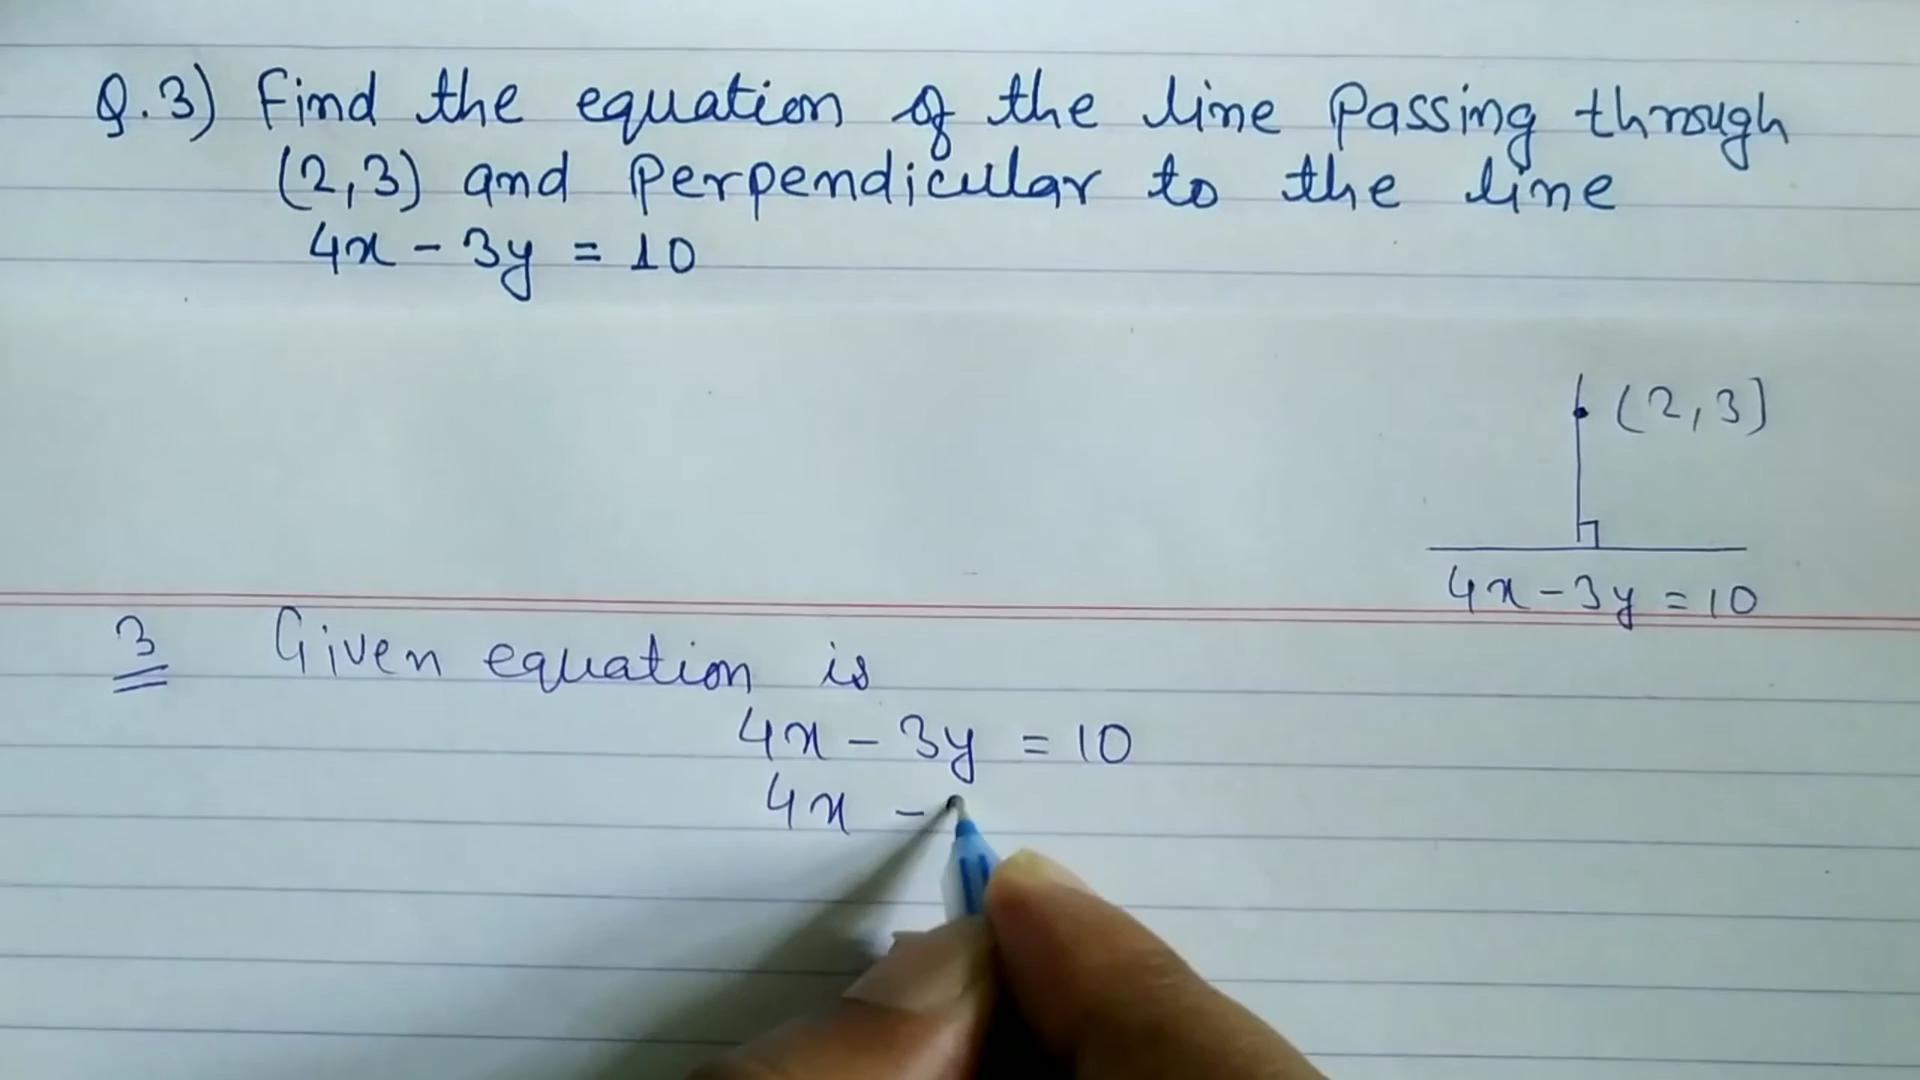 Q.3) Find the equation of the line Passing through
(2,3) and Perpendicular to the line
4x - 3y = 10
(2,3)
4x - 3y = 10
3 Given equation is
4x - 3y = 10
4x -